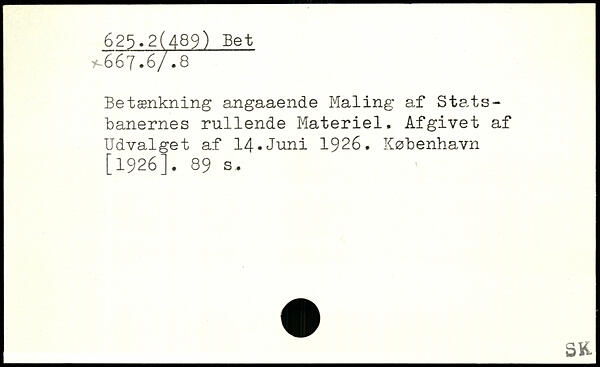 625.2(489) Bet
×667.6/.8
Betænkning angaaende Maling af Stats-
banernes rullende Materiel. Afgivet af
Udvalget af 14.Juni 1926. København
[1926]. 89 s.
SK